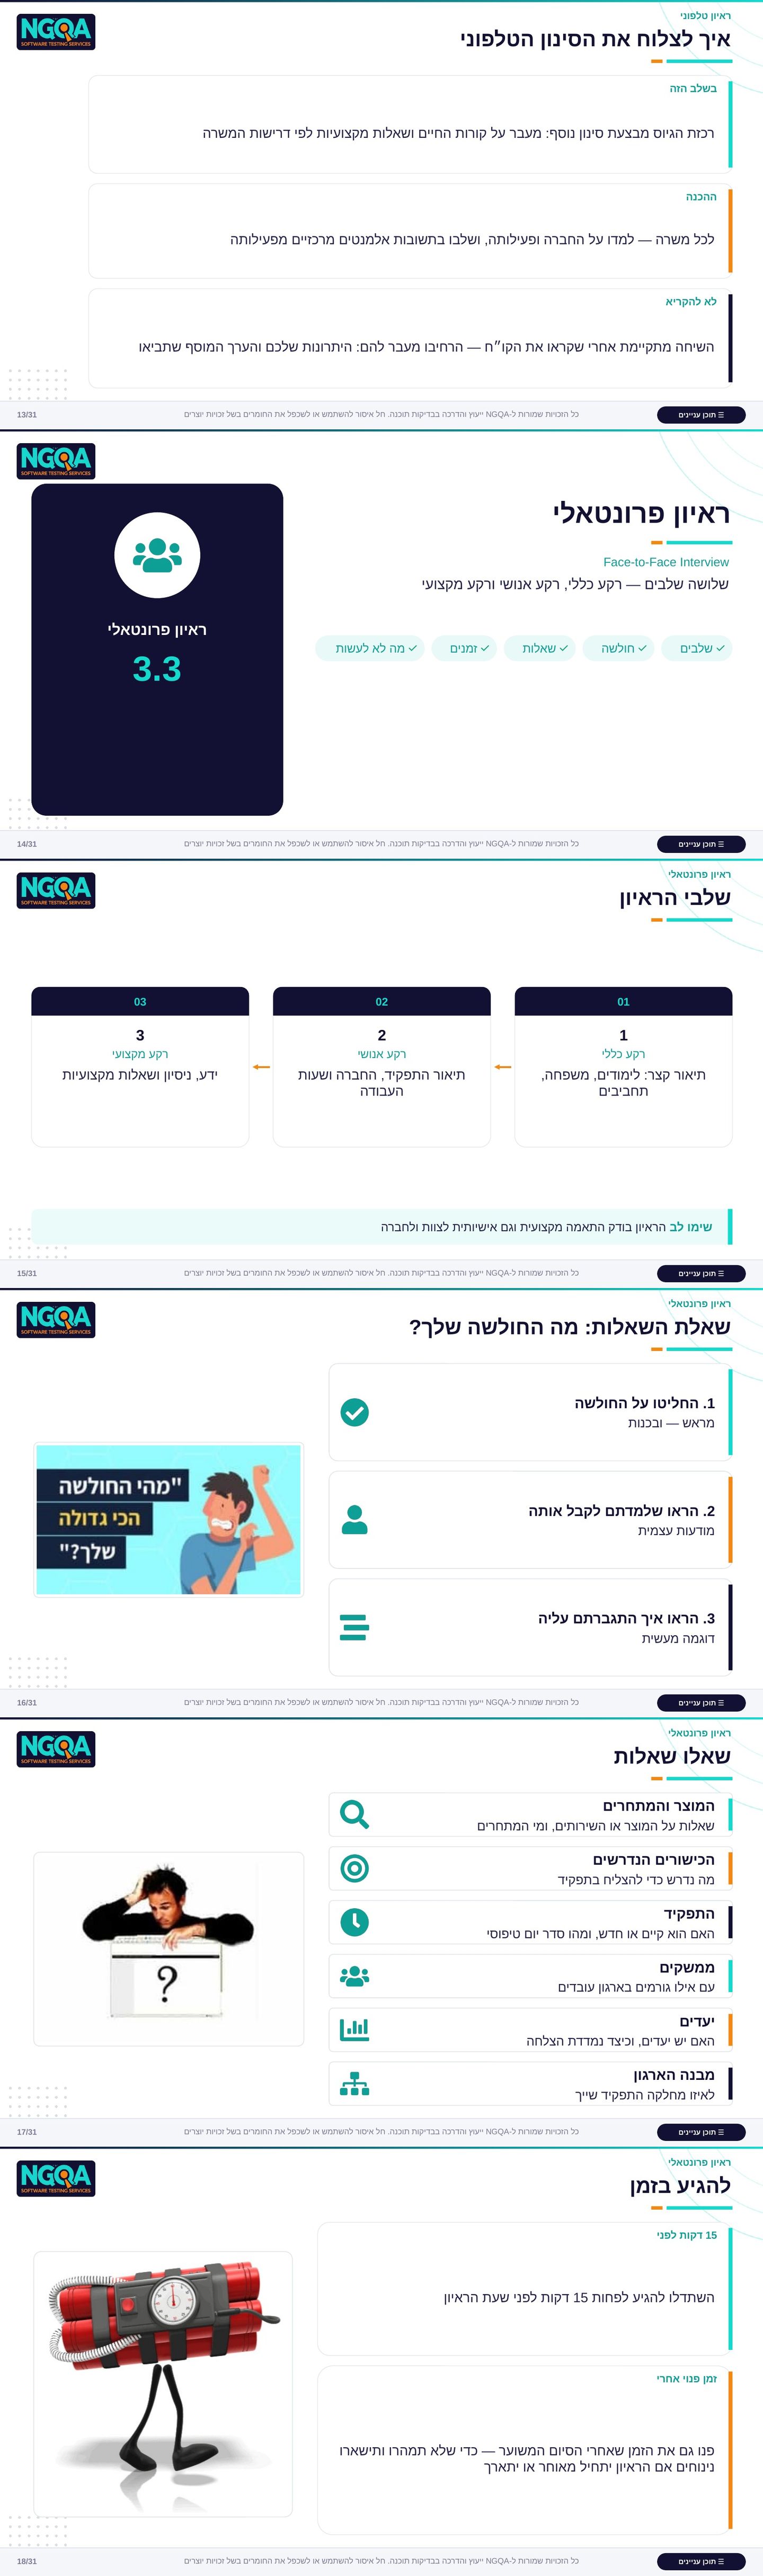 ראיון טלפוני
NGQA
SOFTWARE TESTING SERVICES
איך לצלוח את הסינון הטלפוני
בשלב הזה
רכזת הגיוס מבצעת סינון נוסף: מעבר על קורות החיים ושאלות מקצועיות לפי דרישות המשרה
ההכנה
לכל משרה — למדו על החברה ופעילותה, ושלבו בתשובות אלמנטים מרכזיים מפעילותה
לא להקריא
השיחה מתקיימת אחרי שקראו את הקו״ח — הרחיבו מעבר להם: היתרונות שלכם והערך המוסף שתביאו
☰ תוכן עניינים
כל הזכויות שמורות ל-NGQA ייעוץ והדרכה בבדיקות תוכנה. חל איסור להשתמש או לשכפל את החומרים בשל זכויות יוצרים
13/31
NGQA
SOFTWARE TESTING SERVICES
ראיון פרונטאלי
Face-to-Face Interview
שלושה שלבים — רקע כללי, רקע אנושי ורקע מקצועי
✓ שלבים
✓ חולשה
✓ שאלות
✓ זמנים
✓ מה לא לעשות
ראיון פרונטאלי
3.3
☰ תוכן עניינים
כל הזכויות שמורות ל-NGQA ייעוץ והדרכה בבדיקות תוכנה. חל איסור להשתמש או לשכפל את החומרים בשל זכויות יוצרים
14/31
ראיון פרונטאלי
NGQA
SOFTWARE TESTING SERVICES
שלבי הראיון
01
1
רקע כללי
תיאור קצר: לימודים, משפחה,
תחביבים
02
2
רקע אנושי
תיאור התפקיד, החברה ושעות
העבודה
03
3
רקע מקצועי
ידע, ניסיון ושאלות מקצועיות
שימו לב הראיון בודק התאמה מקצועית וגם אישיותית לצוות ולחברה
☰ תוכן עניינים
כל הזכויות שמורות ל-NGQA ייעוץ והדרכה בבדיקות תוכנה. חל איסור להשתמש או לשכפל את החומרים בשל זכויות יוצרים
15/31
ראיון פרונטאלי
NGQA
SOFTWARE TESTING SERVICES
שאלת השאלות: מה החולשה שלך?
1. החליטו על החולשה
מראש — ובכנות
2. הראו שלמדתם לקבל אותה
מודעות עצמית
3. הראו איך התגברתם עליה
דוגמה מעשית
"מהי החולשה
הכי גדולה
שלך?"
☰ תוכן עניינים
כל הזכויות שמורות ל-NGQA ייעוץ והדרכה בבדיקות תוכנה. חל איסור להשתמש או לשכפל את החומרים בשל זכויות יוצרים
16/31
ראיון פרונטאלי
NGQA
SOFTWARE TESTING SERVICES
שאלו שאלות
המוצר והמתחרים
שאלות על המוצר או השירותים, ומי המתחרים
הכישורים הנדרשים
מה נדרש כדי להצליח בתפקיד
התפקיד
האם הוא קיים או חדש, ומהו סדר יום טיפוסי
ממשקים
עם אילו גורמים בארגון עובדים
יעדים
האם יש יעדים, וכיצד נמדדת הצלחה
מבנה הארגון
לאיזו מחלקה התפקיד שייך
?
☰ תוכן עניינים
כל הזכויות שמורות ל-NGQA ייעוץ והדרכה בבדיקות תוכנה. חל איסור להשתמש או לשכפל את החומרים בשל זכויות יוצרים
17/31
ראיון פרונטאלי
NGQA
SOFTWARE TESTING SERVICES
להגיע בזמן
15 דקות לפני
השתדלו להגיע לפחות 15 דקות לפני שעת הראיון
זמן פנוי אחרי
פנו גם את הזמן שאחרי הסיום המשוער — כדי שלא תמהרו ותישארו
נינוחים אם הראיון יתחיל מאוחר או יתארך
☰ תוכן עניינים
כל הזכויות שמורות ל-NGQA ייעוץ והדרכה בבדיקות תוכנה. חל איסור להשתמש או לשכפל את החומרים בשל זכויות יוצרים
18/31